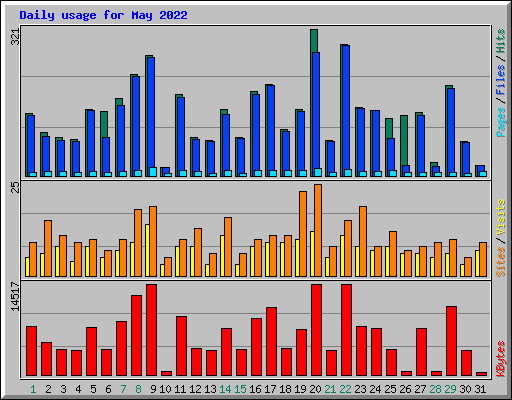 Daily usage for May 2022
321
Pages / Files / Hits
25
Sites / Visits
14517
KBytes
1 2 3 4 5 6 7 8 9 10 11 12 13 14 15 16 17 18 19 20 21 22 23 24 25 26 27 28 29 30 31